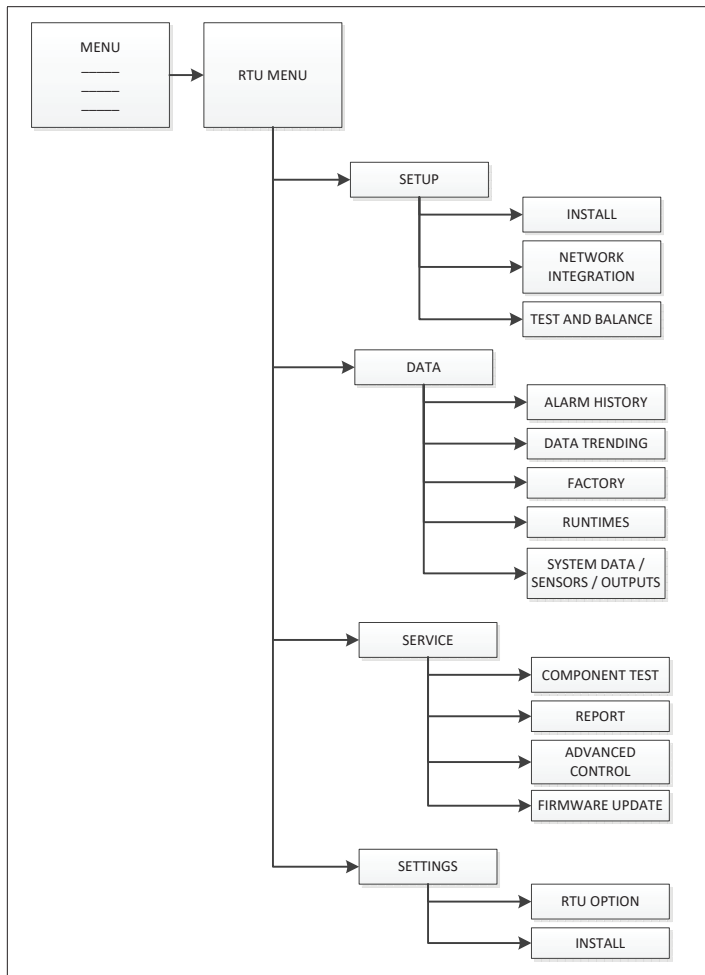 MENU
RTU MENU
SETUP
INSTALL
NETWORK
INTEGRATION
TEST AND BALANCE
DATA
ALARM HISTORY
DATA TRENDING
FACTORY
RUNTIMES
SYSTEM DATA /
SENSORS / OUTPUTS
SERVICE
COMPONENT TEST
REPORT
ADVANCED
CONTROL
FIRMWARE UPDATE
SETTINGS
RTU OPTION
INSTALL